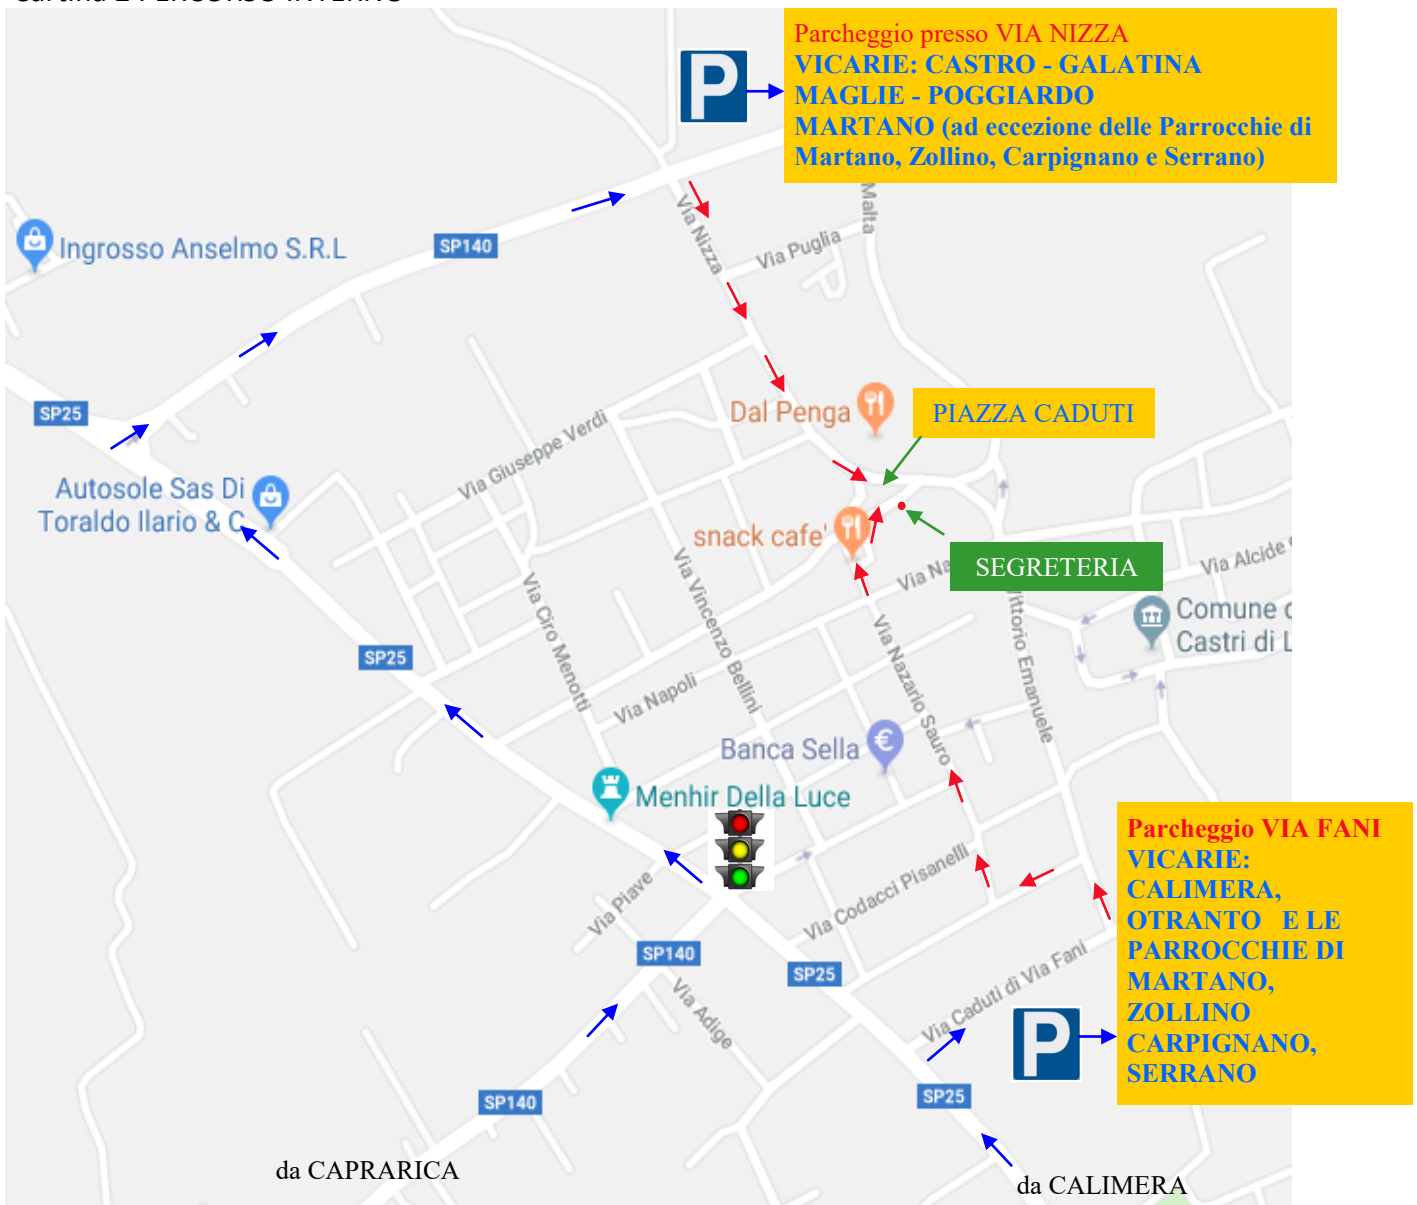 Parcheggio presso VIA NIZZA
VICARIE: CASTRO - GALATINA
MAGLIE - POGGIARDO
MARTANO (ad eccezione delle Parrocchie di
Martano, Zollino, Carpignano e Serrano)
P
Malta
Via Nizza
Via Puglia
Ingrosso Anselmo S.R.L
SP140
SP25
Dal Penga
PIAZZA CADUTI
Via Giuseppe Verdi
Autosole Sas Di
Toraldo Ilario & C
snack cafe'
SEGRETERIA
Via Na
Via Alcide
Via Vincenzo Bellini
Via Ciro Menotti
Via Nazario Sauro
Vittorio Emanuele
Comune
Castri di L
SP25
Via Napoli
Banca Sella
€
Menhir Della Luce
Parcheggio VIA FANI
VICARIE:
CALIMERA,
OTRANTO E LE
PARROCCHIE DI
MARTANO,
ZOLLINO
CARPIGNANO,
SERRANO
Via Piave
Via Codacci Pisanelli
SP140
SP25
Via Adige
Via Caduti di Via Fani
P
SP140
SP25
da CAPRARICA
da CALIMERA